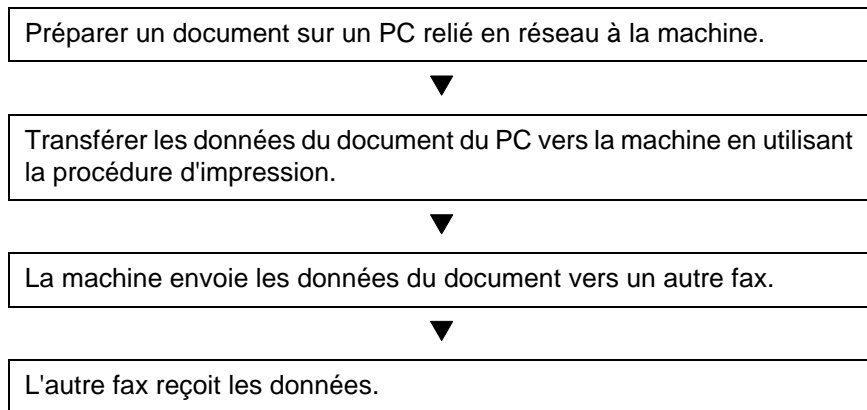 Préparer un document sur un PC relié en réseau à la machine.
Transférer les données du document du PC vers la machine en utilisant
la procédure d'impression.
La machine envoie les données du document vers un autre fax.
L'autre fax reçoit les données.